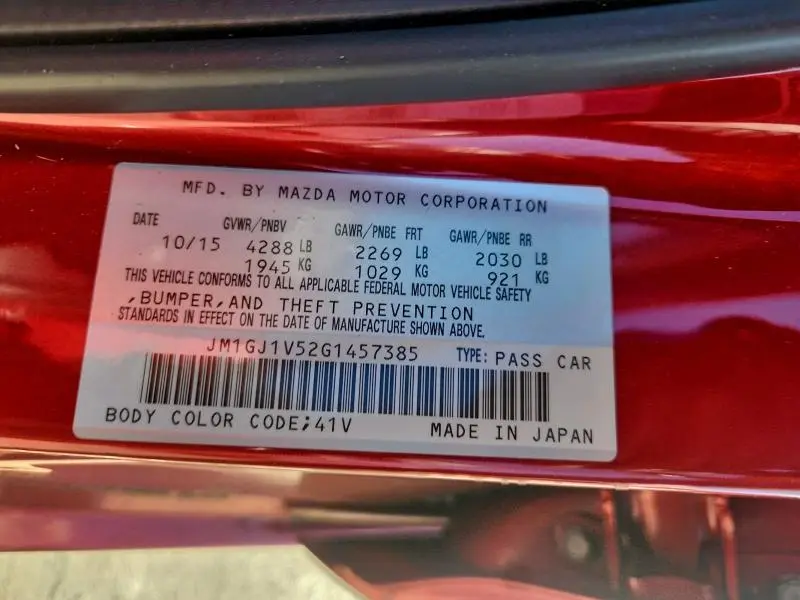 MFD. BY MAZDA MOTOR CORPORATION
DATE GVWR/PNBV GAWR/PNBE FRT GAWR/PNBE RR
10/15 4288 LB 2269 LB 2030 LB
1945 KG 1029 KG 921 KG
THIS VEHICLE CONFORMS TO ALL APPLICABLE FEDERAL MOTOR VEHICLE SAFETY
,BUMPER,AND THEFT PREVENTION
STANDARDS IN EFFECT ON THE DATE OF MANUFACTURE SHOWN ABOVE.
JM1GJ1V52G1457385 TYPE: PASS CAR
BODY COLOR CODE;41V MADE IN JAPAN